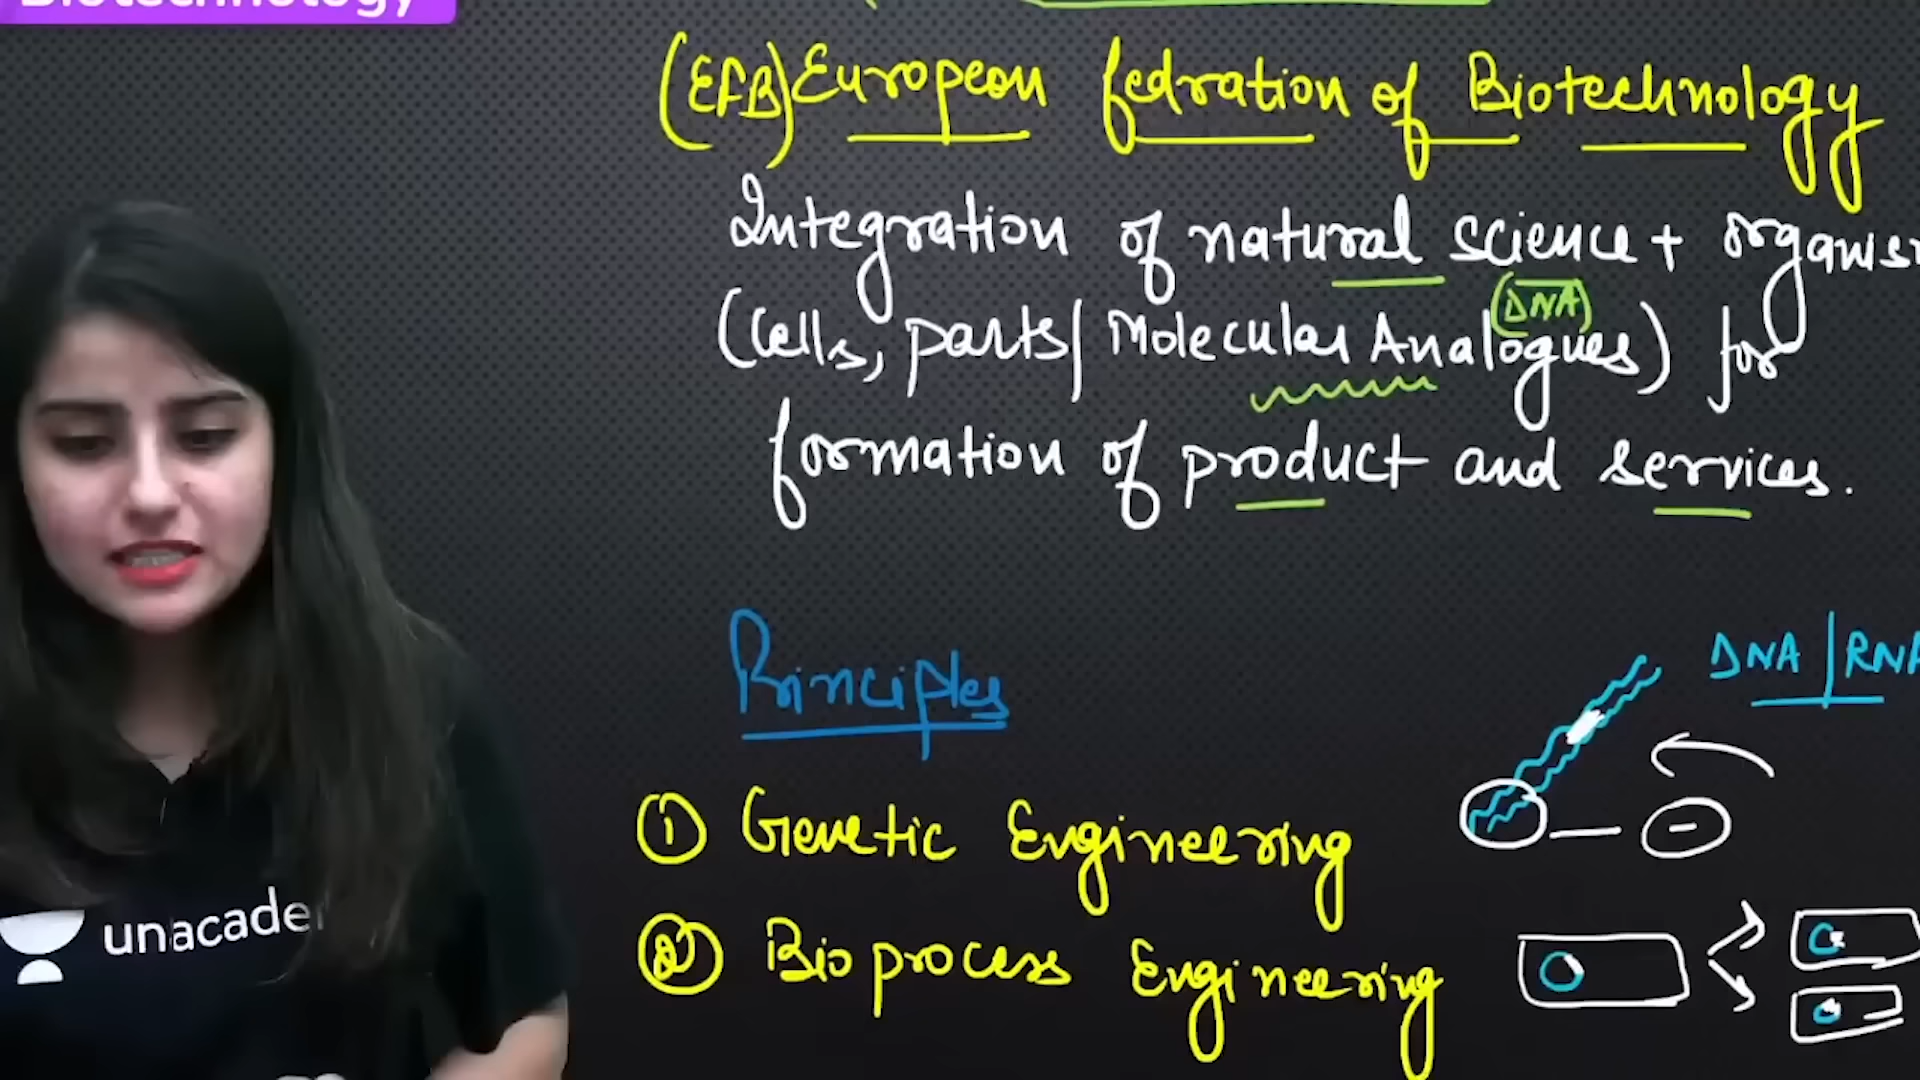 Biotechnology
(EFB) European fedration of Biotechnology
Integration of natural science + organism
(DNA)
(Cells, parts/ Molecular Analogues) for
formation of product and services.
Principles
DNA/RNA
① Genetic Engineering
② Bioprocess Engineering
unacade